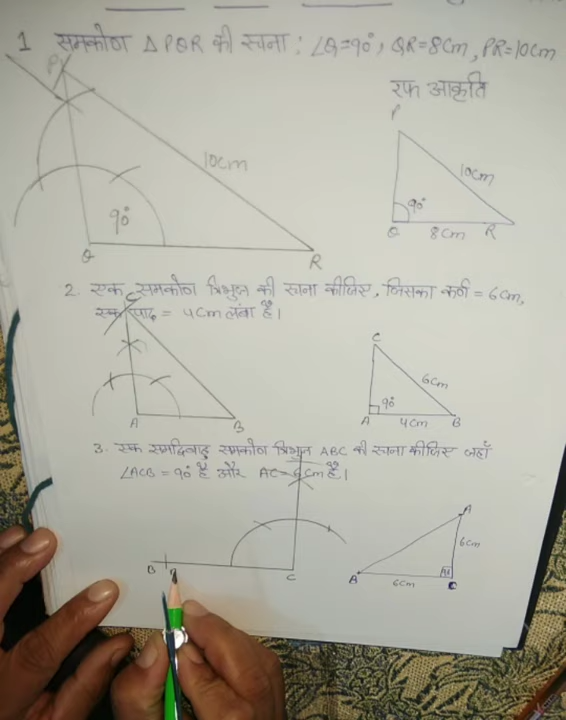 1 समकोण △PQR की रचना : ∠Q=90°, QR=8cm, PR=10cm
रफ आकृति
P
10cm
90°
Q
R
P
10cm
90°
Q
8cm
R
2. एक समकोण त्रिभुज की रचना कीजिए, जिसका कर्ण = 6cm,
एक पाद = 4cm लंबा है।
C
A
B
C
6cm
90
A
4cm
B
3. एक समद्विबाहु समकोण त्रिभुज ABC की रचना कीजिए जहाँ
∠ACB = 90° है और AC=6cm है।
B
C
A
6cm
B
6cm
C